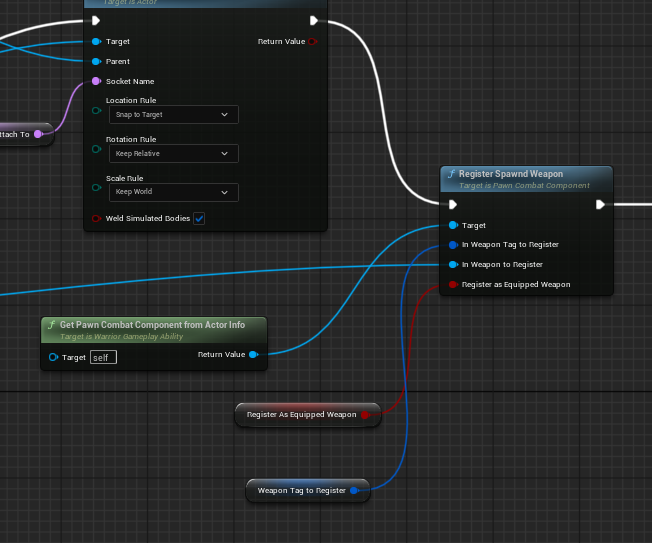 Target is Actor
Target
Return Value
Parent
Socket Name
Location Rule
Snap to Target
ttach To
Rotation Rule
Keep Relative
Scale Rule
Keep World
Weld Simulated Bodies
f Register Spawnd Weapon
Target is Pawn Combat Component
Target
In Weapon Tag to Register
In Weapon to Register
Register as Equipped Weapon
f Get Pawn Combat Component from Actor Info
Target is Warrior Gameplay Ability
Target self
Return Value
Register As Equipped Weapon
Weapon Tag to Register